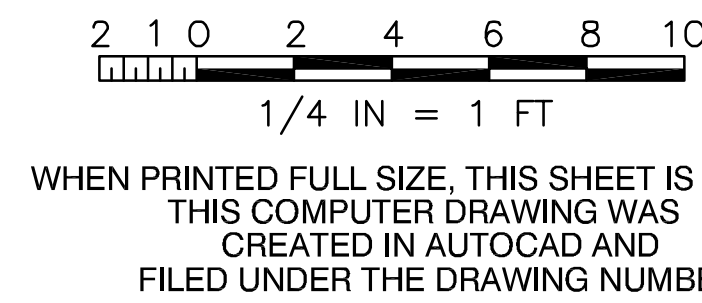 2 1 0 2 4 6 8 10
1/4 IN = 1 FT
WHEN PRINTED FULL SIZE, THIS SHEET IS
THIS COMPUTER DRAWING WAS
CREATED IN AUTOCAD AND
FILED UNDER THE DRAWING